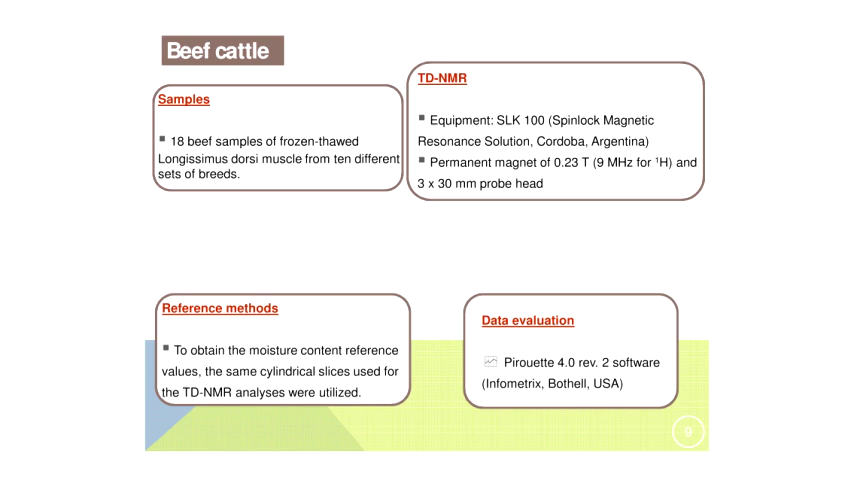 Beef cattle
Samples
▪ 18 beef samples of frozen-thawed
Longissimus dorsi muscle from ten different
sets of breeds.
TD-NMR
▪ Equipment: SLK 100 (Spinlock Magnetic
Resonance Solution, Cordoba, Argentina)
▪ Permanent magnet of 0.23 T (9 MHz for ¹H) and
3 x 30 mm probe head
Reference methods
▪ To obtain the moisture content reference
values, the same cylindrical slices used for
the TD-NMR analyses were utilized.
Data evaluation
Pirouette 4.0 rev. 2 software
(Infometrix, Bothell, USA)
9